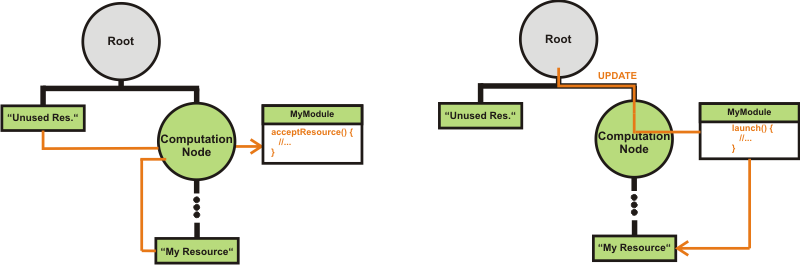 Root
"Unused Res."
Computation
Node
MyModule
acceptResource() {
//...
}
"My Resource"
Root
UPDATE
"Unused Res."
Computation
Node
MyModule
launch() {
//...
}
"My Resource"